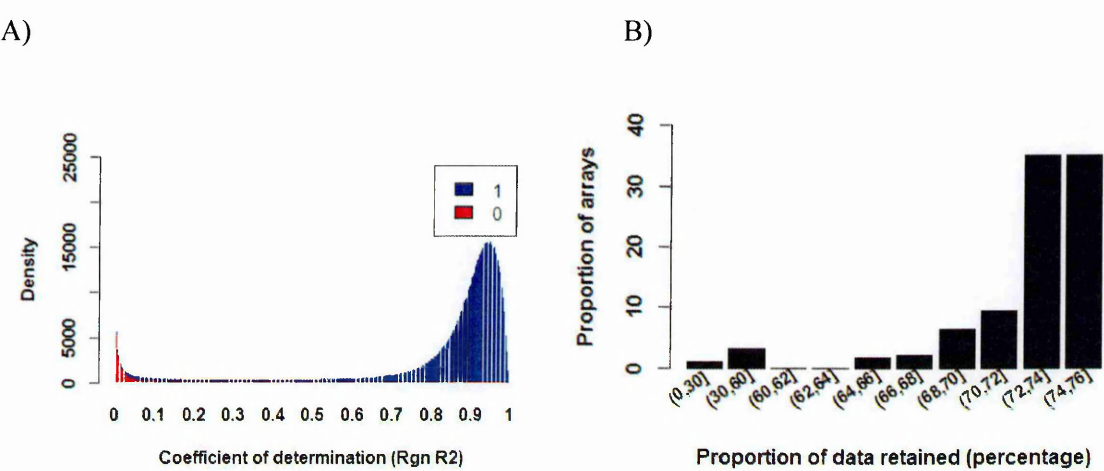 A)
B)
25000
15000
5000
0
Density
1
0
0 0.1 0.2 0.3 0.4 0.5 0.6 0.7 0.8 0.9 1
Coefficient of determination (Rgn R2)
40
30
20
10
0
Proportion of arrays
(0,30] (30,60] (60,62] (62,64] (64,66] (66,68] (68,70] (70,72] (72,74] (74,76]
Proportion of data retained (percentage)